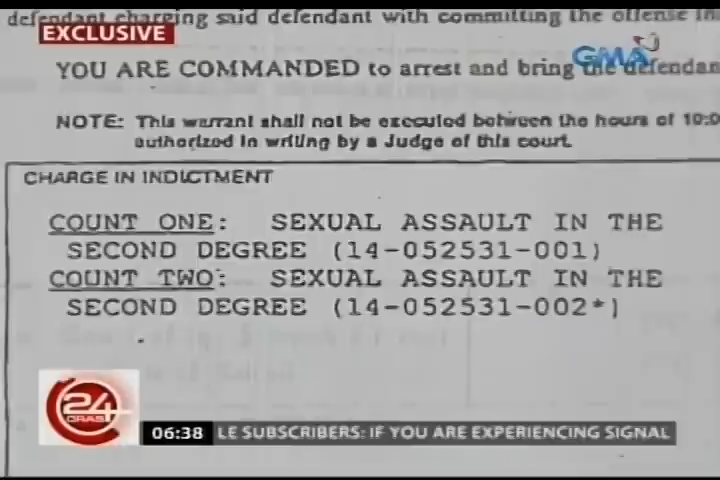 defendant charging said defendant with committing the offense
EXCLUSIVE
GMA
YOU ARE COMMANDED to arrest and bring the defendan
NOTE: This warrant shall not be executed between the hours of 10:0
authorized in writing by a Judge of this court.
CHARGE IN INDICTMENT
COUNT ONE: SEXUAL ASSAULT IN THE
SECOND DEGREE (14-052531-001)
COUNT TWO: SEXUAL ASSAULT IN THE
SECOND DEGREE (14-052531-002*)
24
ORAS
06:38 LE SUBSCRIBERS: IF YOU ARE EXPERIENCING SIGNAL